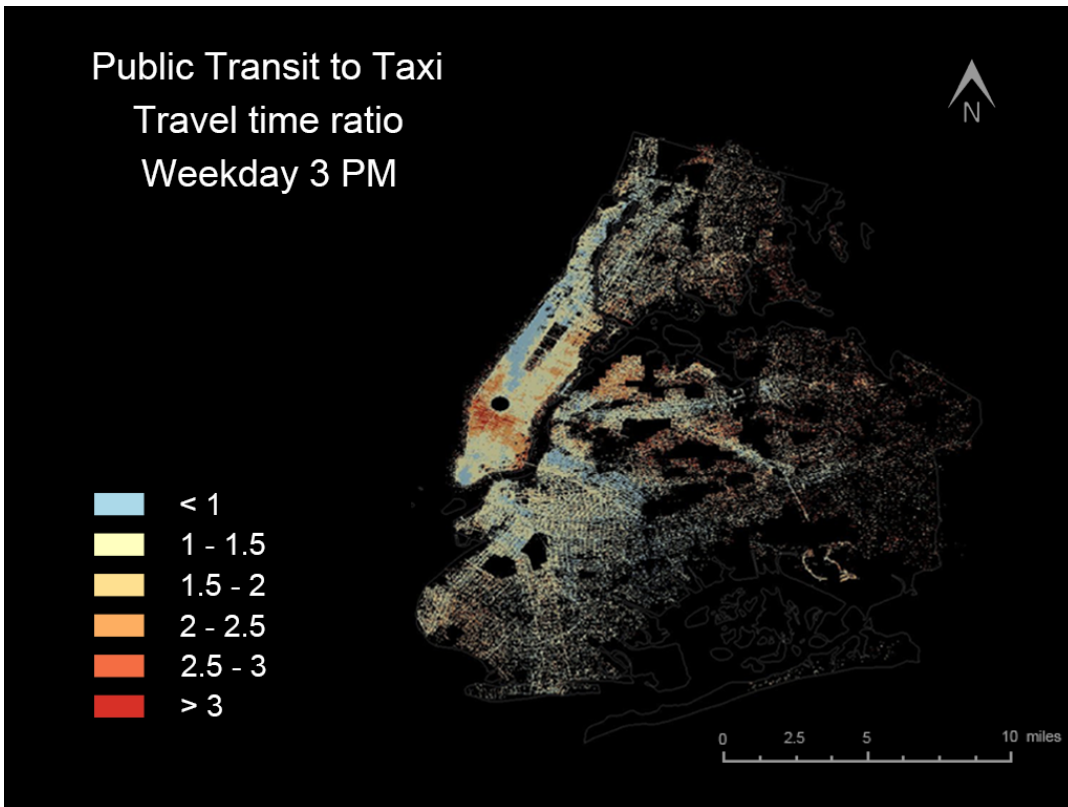 Public Transit to Taxi
Travel time ratio
Weekday 3 PM
N
< 1
1 - 1.5
1.5 - 2
2 - 2.5
2.5 - 3
> 3
0 2.5 5 10 miles